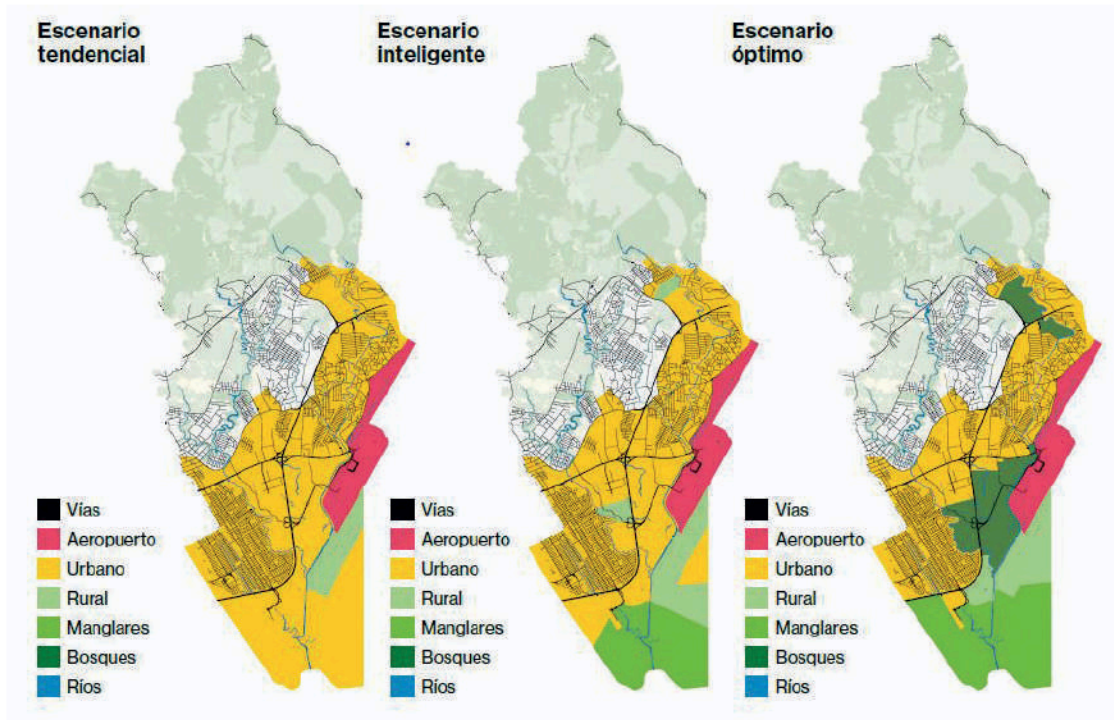 Escenario
tendencial
Escenario
inteligente
Escenario
óptimo
Vías
Aeropuerto
Urbano
Rural
Manglares
Bosques
Ríos
Vías
Aeropuerto
Urbano
Rural
Manglares
Bosques
Ríos
Vías
Aeropuerto
Urbano
Rural
Manglares
Bosques
Ríos